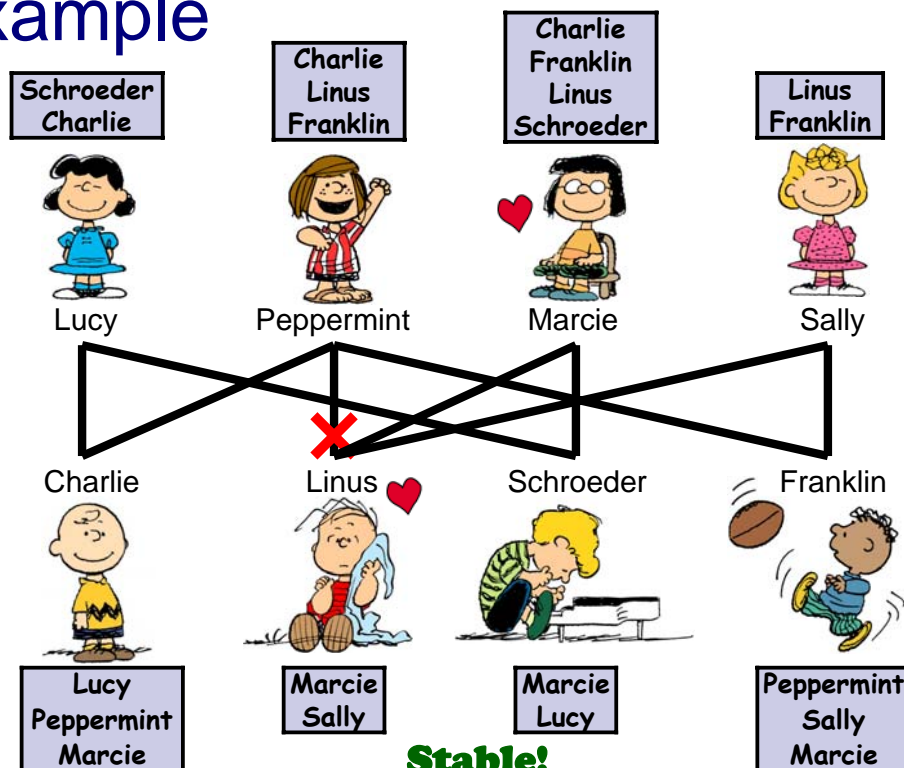 Schroeder
Charlie
Charlie
Linus
Franklin
Charlie
Franklin
Linus
Schroeder
Linus
Franklin
Lucy
Peppermint
Marcie
Sally
Charlie
Linus
Schroeder
Franklin
Lucy
Peppermint
Marcie
Marcie
Sally
Marcie
Lucy
Peppermint
Sally
Marcie
Stable!